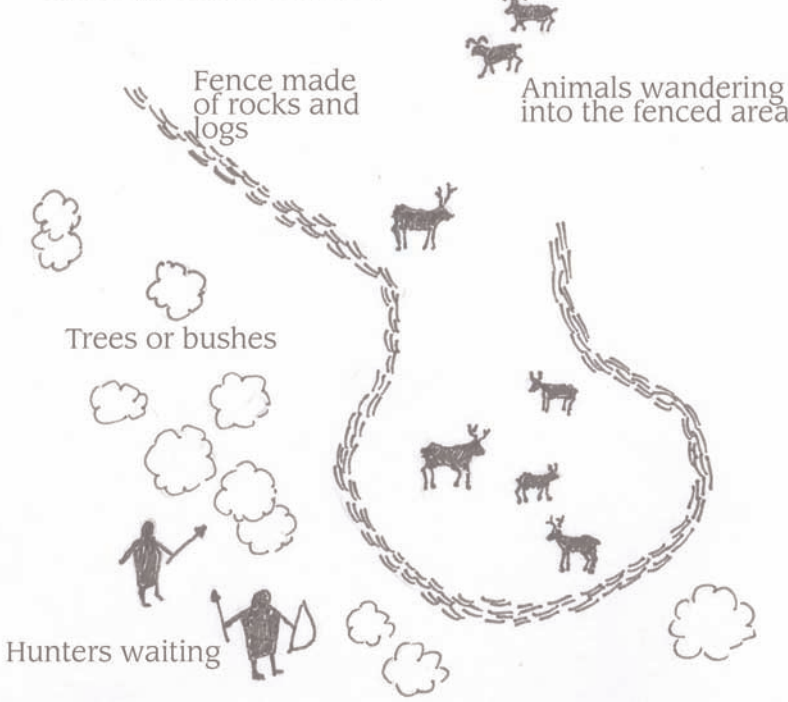 Fence made
of rocks and
logs
Animals wandering
into the fenced area
Trees or bushes
Hunters waiting